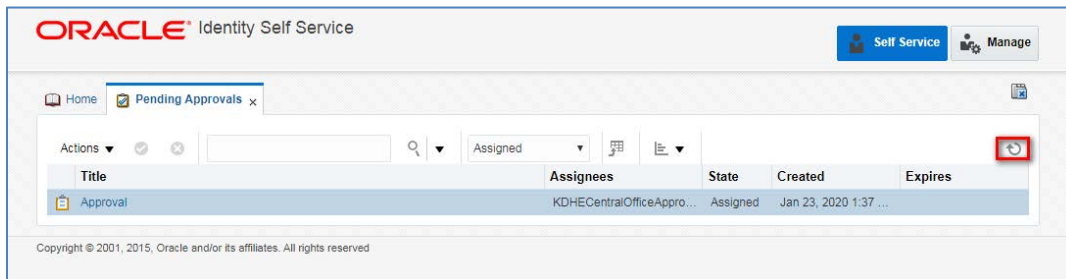 ORACLE® Identity Self Service
Self Service Manage
Home Pending Approvals x
Actions Assigned
Title Assignees State Created Expires
Approval KDHECentralOfficeAppro... Assigned Jan 23, 2020 1:37 ...
Copyright © 2001, 2015, Oracle and/or its affiliates. All rights reserved